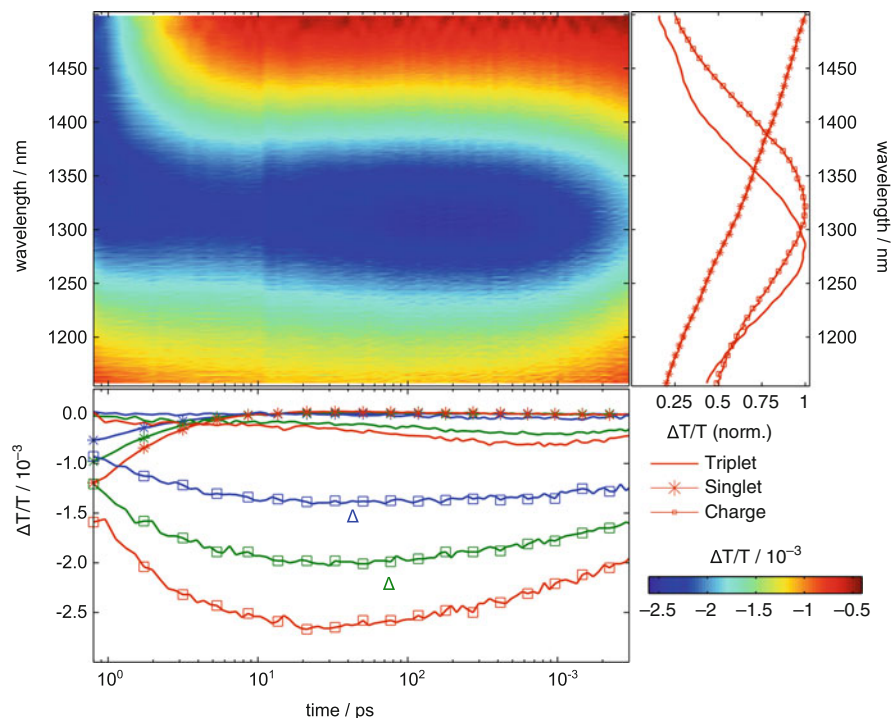 wavelength / nm
1450
1400
1350
1300
1250
1200
1450
1400
1350
1300
1250
1200
wavelength / nm
0.25 0.5 0.75 1
ΔT/T (norm.)
Triplet
Singlet
Charge
ΔT/T / 10⁻³
−2.5 −2 −1.5 −1 −0.5
ΔT/T / 10⁻³
0.0
−0.5
−1.0
−1.5
−2.0
−2.5
Δ
Δ
10⁰ 10¹ 10² 10⁻³
time / ps